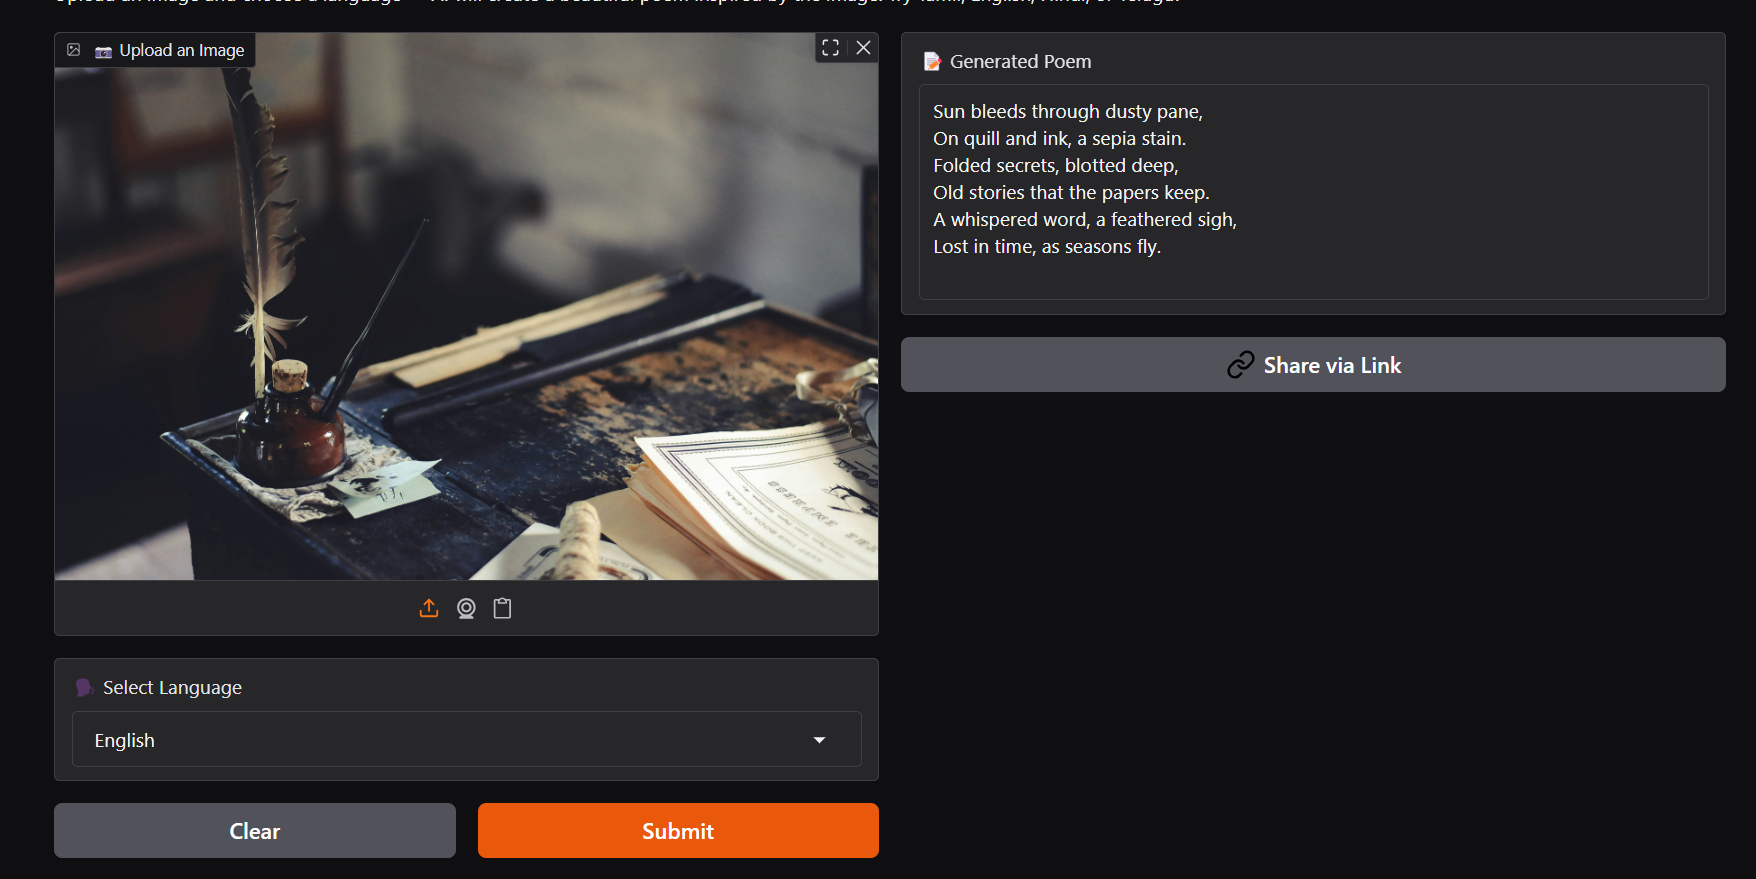 Upload an Image
Generated Poem
Sun bleeds through dusty pane,
On quill and ink, a sepia stain.
Folded secrets, blotted deep,
Old stories that the papers keep.
A whispered word, a feathered sigh,
Lost in time, as seasons fly.
Share via Link
Select Language
English
Clear
Submit